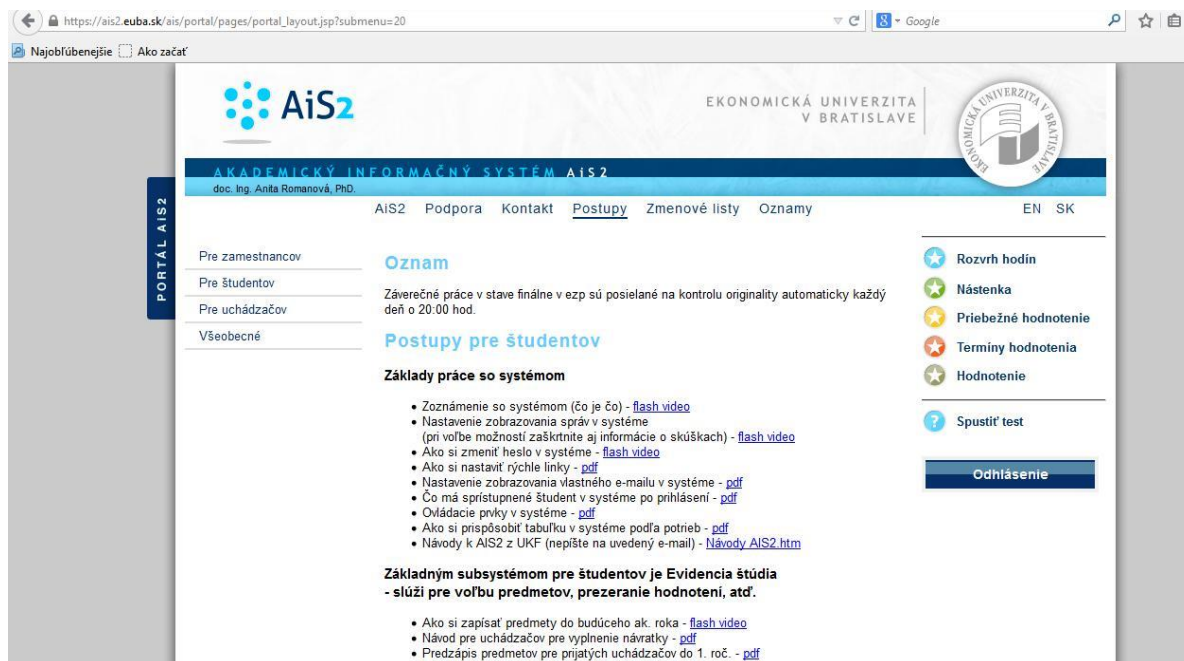 https://ais2.euba.sk/ais/portal/pages/portal_layout.jsp?submenu=20
Google
Najobľúbenejšie
Ako začať
AiS2
EKONOMICKÁ UNIVERZITA
V BRATISLAVE
EKONOMICKÁ UNIVERZITA V BRATISLAVE
AKADEMICKÝ INFORMAČNÝ SYSTÉM AiS2
doc. Ing. Anita Romanová, PhD.
PORTÁL AiS2
AiS2 Podpora Kontakt Postupy Zmenové listy Oznamy EN SK
Pre zamestnancov
Pre študentov
Pre uchádzačov
Všeobecné
Oznam
Záverečné práce v stave finálne v ezp sú posielané na kontrolu originality automaticky každý
deň o 20:00 hod.
Postupy pre študentov
Základy práce so systémom
• Zoznámenie so systémom (čo je čo) - flash video
• Nastavenie zobrazovania správ v systéme
(pri voľbe možností zaškrtnite aj informácie o skúškach) - flash video
• Ako si zmeniť heslo v systéme - flash video
• Ako si nastaviť rýchle linky - pdf
• Nastavenie zobrazovania vlastného e-mailu v systéme - pdf
• Čo má sprístupnené študent v systéme po prihlásení - pdf
• Ovládacie prvky v systéme - pdf
• Ako si prispôsobiť tabuľku v systéme podľa potrieb - pdf
• Návody k AIS2 z UKF (nepíšte na uvedený e-mail) - Návody AIS2.htm
Základným subsystémom pre študentov je Evidencia štúdia
- slúži pre voľbu predmetov, prezeranie hodnotení, atď.
• Ako si zapísať predmety do budúceho ak. roka - flash video
• Návod pre uchádzačov pre vyplnenie návratky - pdf
• Predzápis predmetov pre prijatých uchádzačov do 1. roč. - pdf
Rozvrh hodín
Nástenka
Priebežné hodnotenie
Termíny hodnotenia
Hodnotenie
Spustiť test
Odhlásenie